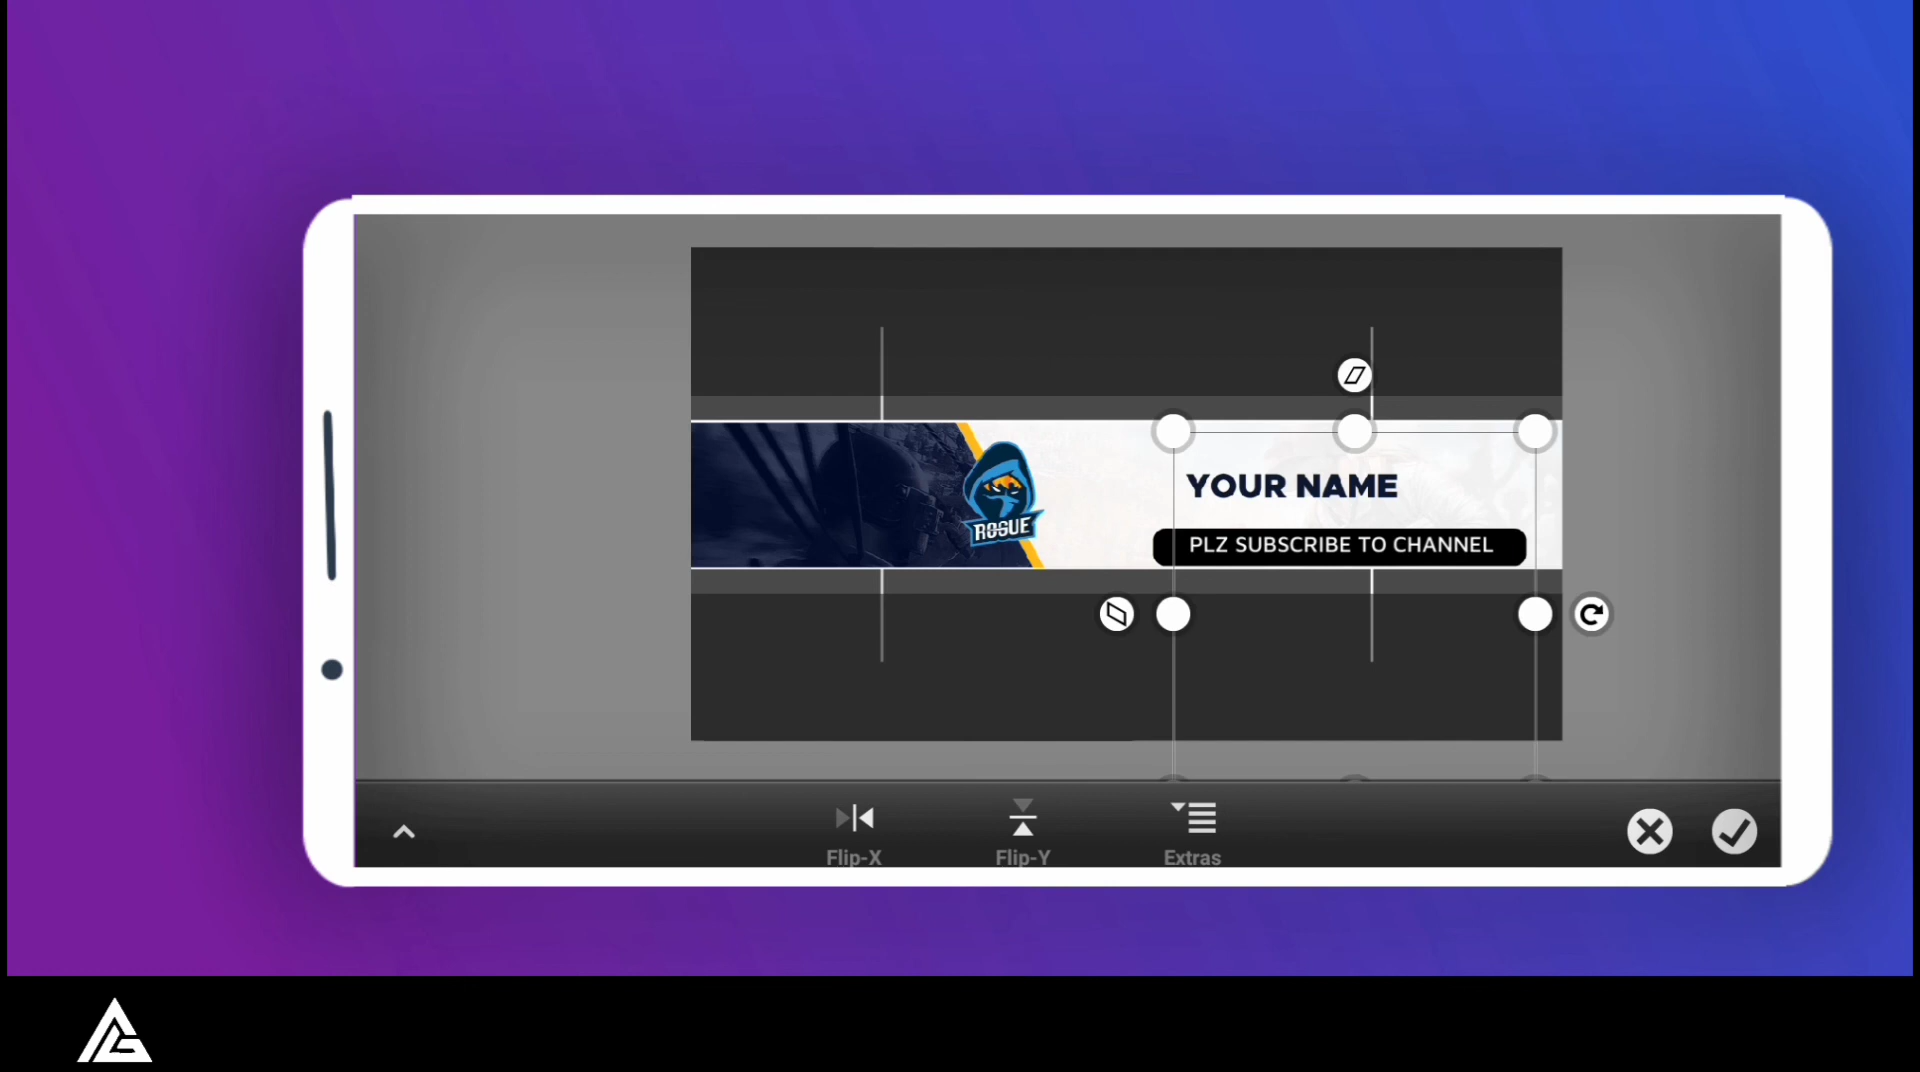 YOUR NAME
ROGUE
PLZ SUBSCRIBE TO CHANNEL
Flip-X
Flip-Y
Extras